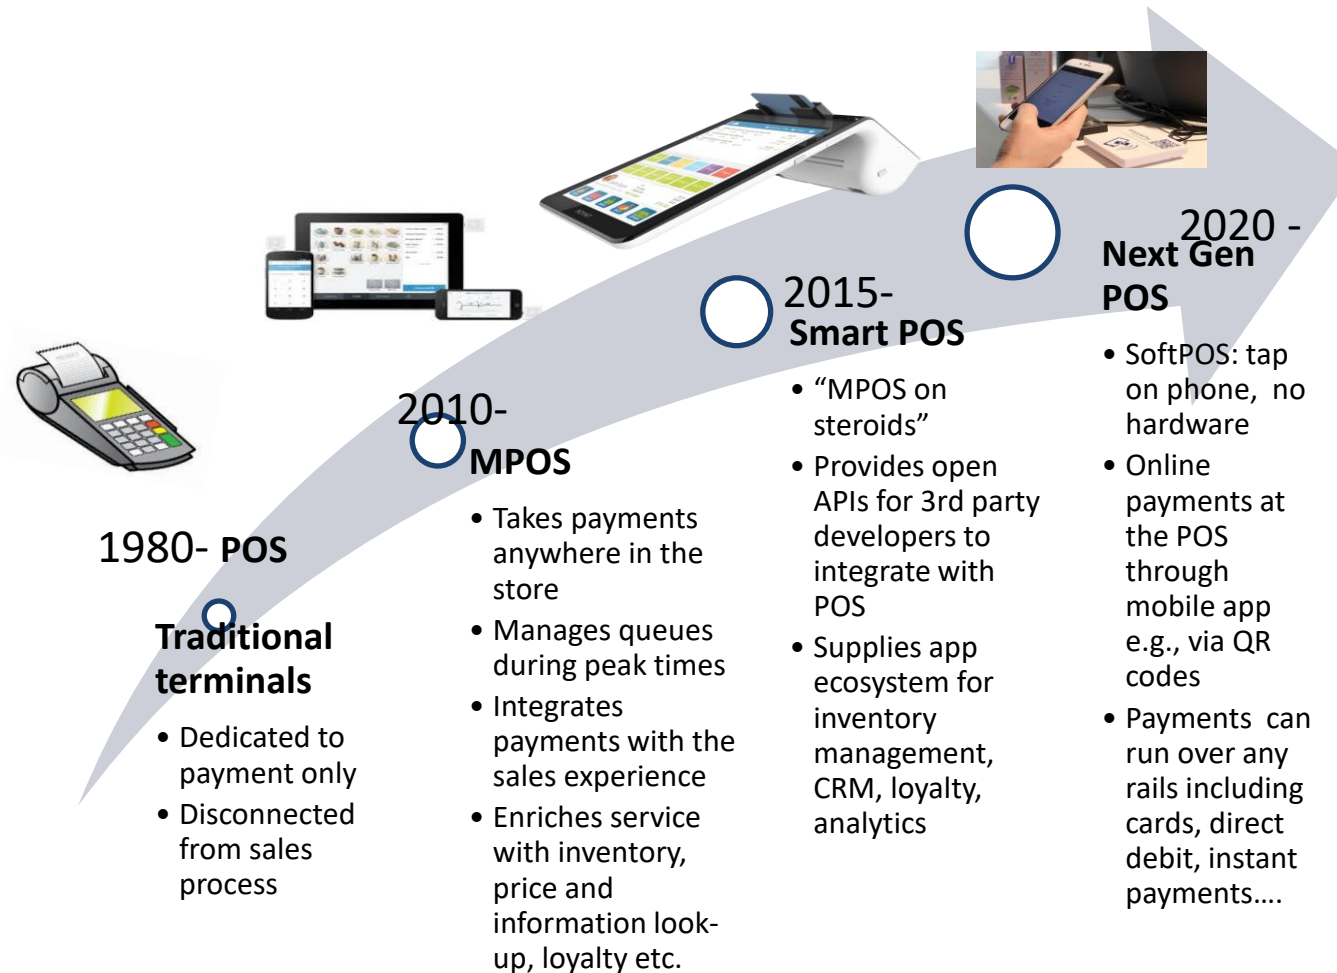 1980- POS
Traditional
terminals
• Dedicated to
payment only
• Disconnected
from sales
process
2010-
MPOS
• Takes payments
anywhere in the
store
• Manages queues
during peak times
• Integrates
payments with the
sales experience
• Enriches service
with inventory,
price and
information look-
up, loyalty etc.
2015-
Smart POS
• “MPOS on
steroids”
• Provides open
APIs for 3rd party
developers to
integrate with
POS
• Supplies app
ecosystem for
inventory
management,
CRM, loyalty,
analytics
2020 -
Next Gen
POS
• SoftPOS: tap
on phone, no
hardware
• Online
payments at
the POS
through
mobile app
e.g., via QR
codes
• Payments can
run over any
rails including
cards, direct
debit, instant
payments….